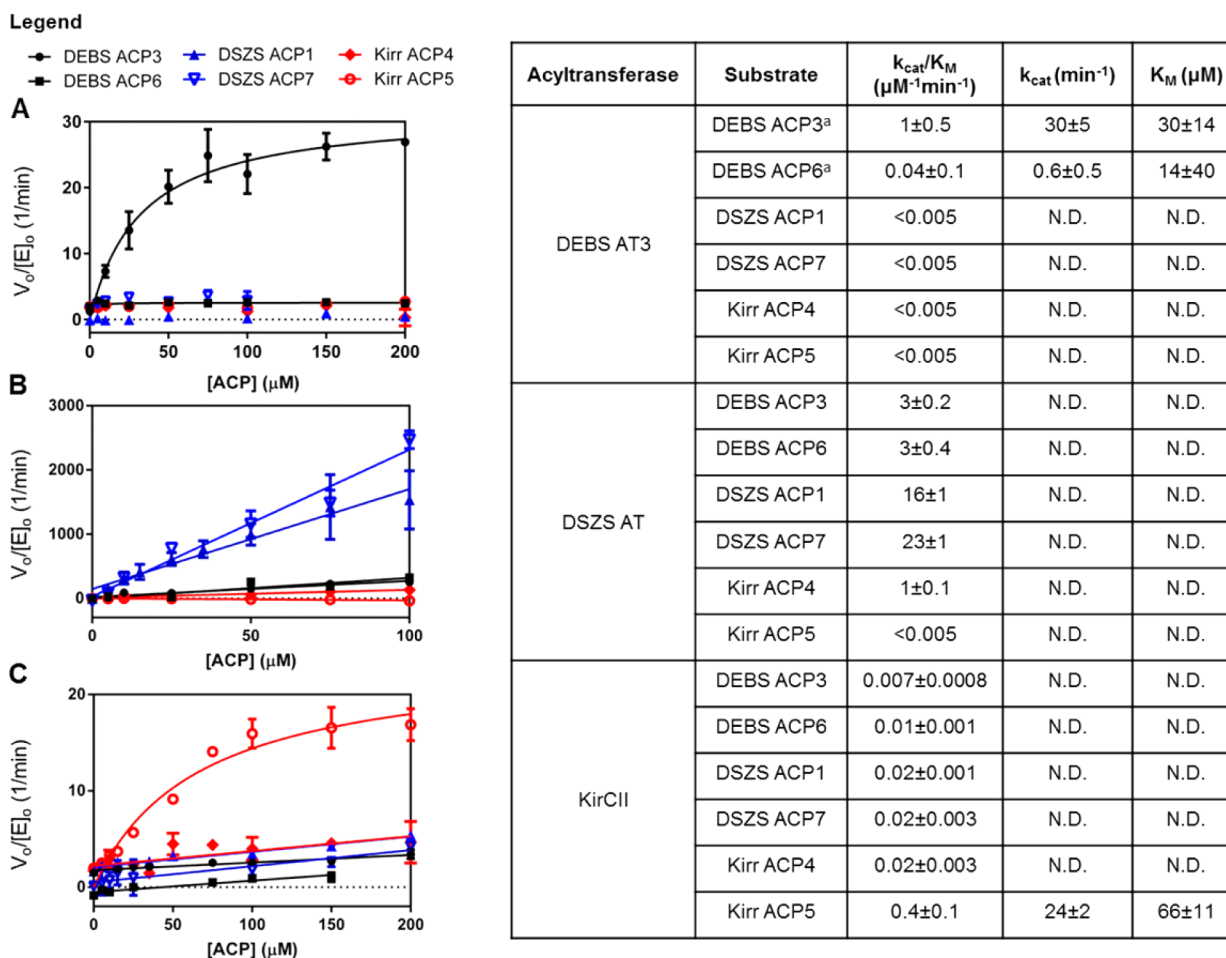 Legend
DEBS ACP3 DSZS ACP1 Kirr ACP4
DEBS ACP6 DSZS ACP7 Kirr ACP5
A
30
20
10
0
V₀/[E]₀ (1/min)
0 50 100 150 200
[ACP] (μM)
B
3000
2000
1000
0
V₀/[E]₀ (1/min)
0 50 100
[ACP] (μM)
C
20
10
0
V₀/[E]₀ (1/min)
0 50 100 150 200
[ACP] (μM)
Acyltransferase Substrate kcat/KM (μM⁻¹min⁻¹) kcat (min⁻¹) KM (μM)
DEBS AT3
DEBS ACP3ᵃ 1±0.5 30±5 30±14
DEBS ACP6ᵃ 0.04±0.1 0.6±0.5 14±40
DSZS ACP1 <0.005 N.D. N.D.
DSZS ACP7 <0.005 N.D. N.D.
Kirr ACP4 <0.005 N.D. N.D.
Kirr ACP5 <0.005 N.D. N.D.
DSZS AT
DEBS ACP3 3±0.2 N.D. N.D.
DEBS ACP6 3±0.4 N.D. N.D.
DSZS ACP1 16±1 N.D. N.D.
DSZS ACP7 23±1 N.D. N.D.
Kirr ACP4 1±0.1 N.D. N.D.
Kirr ACP5 <0.005 N.D. N.D.
KirCII
DEBS ACP3 0.007±0.0008 N.D. N.D.
DEBS ACP6 0.01±0.001 N.D. N.D.
DSZS ACP1 0.02±0.001 N.D. N.D.
DSZS ACP7 0.02±0.003 N.D. N.D.
Kirr ACP4 0.02±0.003 N.D. N.D.
Kirr ACP5 0.4±0.1 24±2 66±11